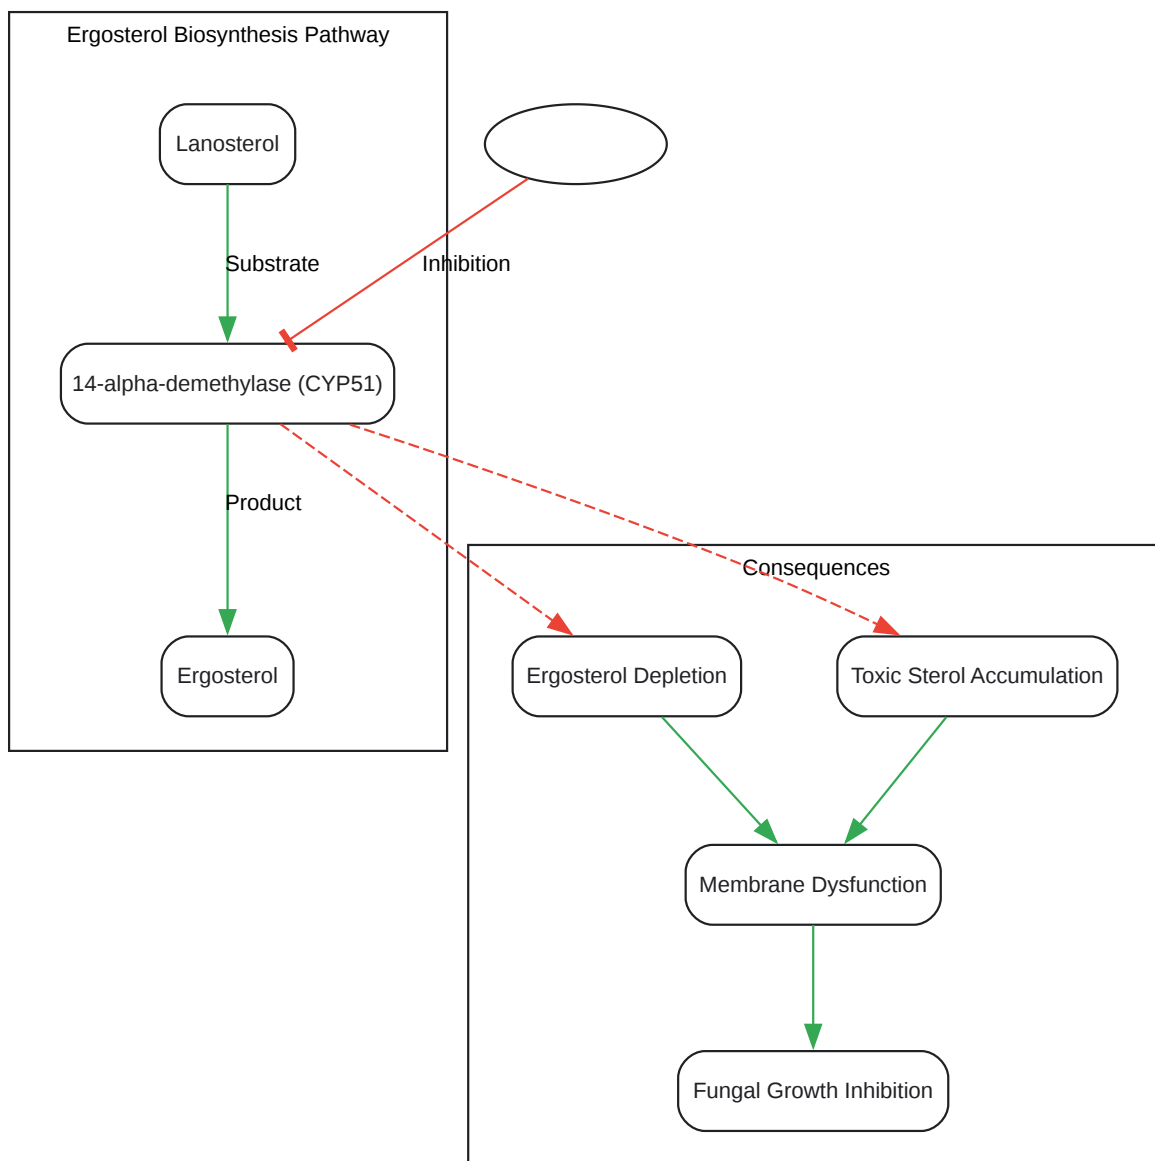 Ergosterol Biosynthesis Pathway
Lanosterol
Substrate
Inhibition
14-alpha-demethylase (CYP51)
Product
Consequences
Ergosterol
Ergosterol Depletion
Toxic Sterol Accumulation
Membrane Dysfunction
Fungal Growth Inhibition